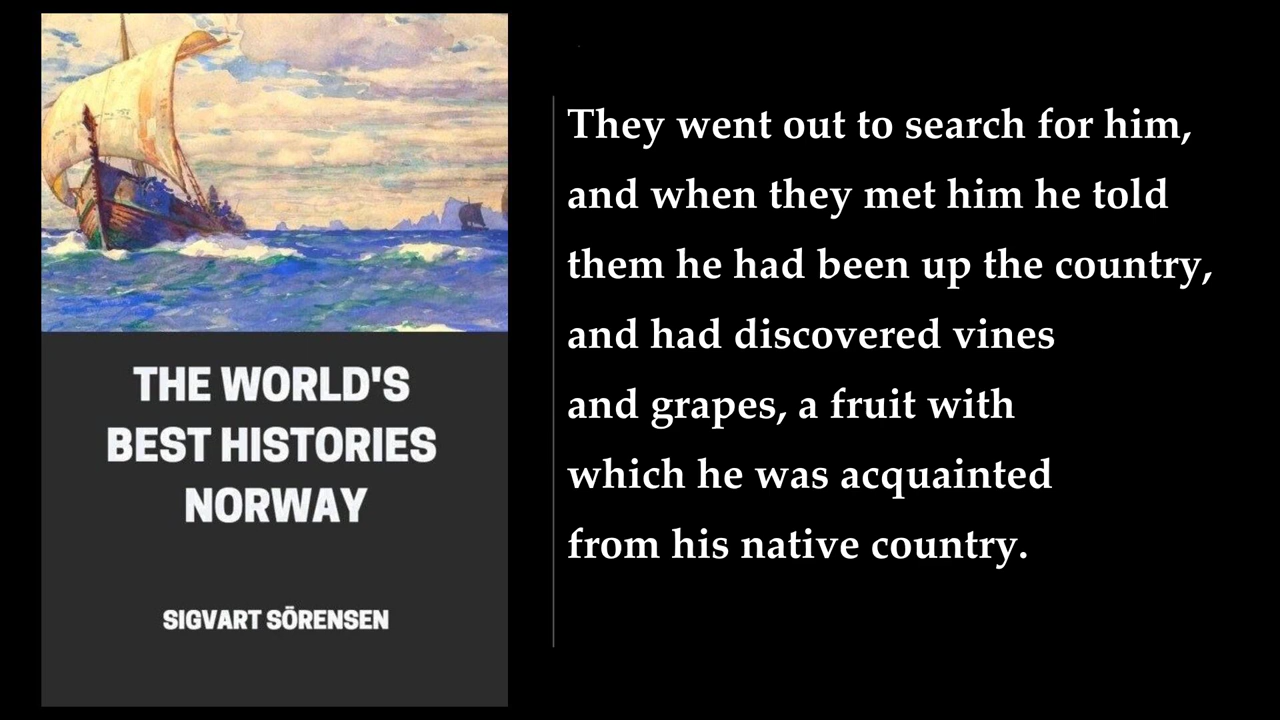 THE WORLD'S
BEST HISTORIES
NORWAY
SIGVART SÖRENSEN
They went out to search for him,
and when they met him he told
them he had been up the country,
and had discovered vines
and grapes, a fruit with
which he was acquainted
from his native country.